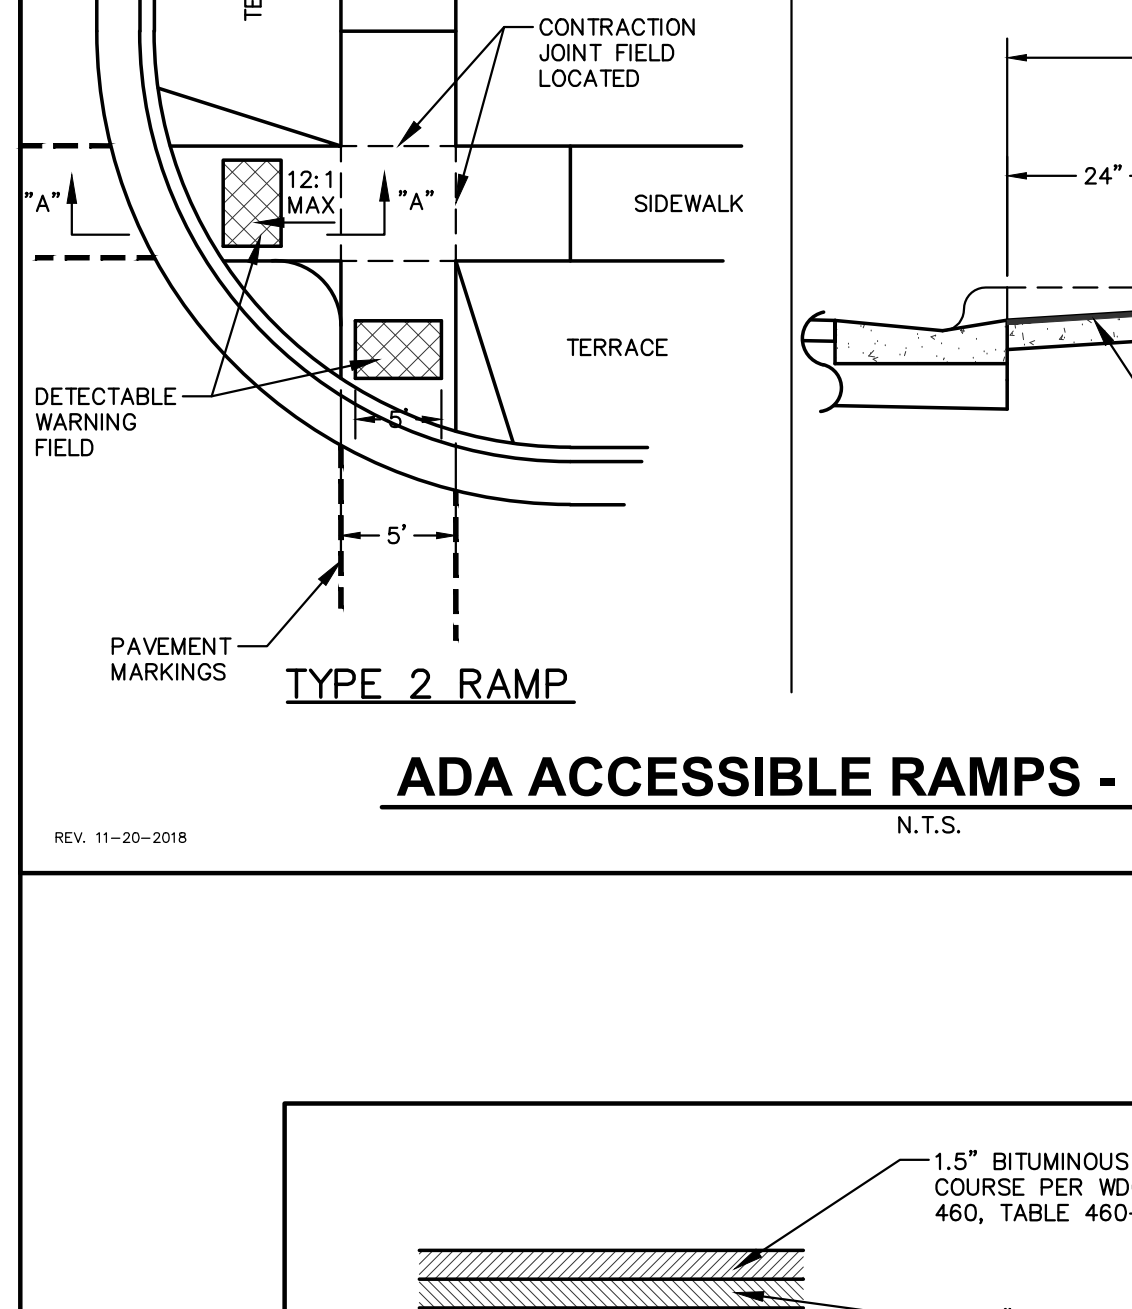 TE
CONTRACTION
JOINT FIELD
LOCATED
24"
12:1
MAX
"A"
"A"
SIDEWALK
TERRACE
DETECTABLE
WARNING
FIELD
5'
5'
PAVEMENT
MARKINGS
TYPE 2 RAMP
ADA ACCESSIBLE RAMPS -
N.T.S.
REV. 11-20-2018
1.5" BITUMINOUS
COURSE PER WD
460, TABLE 460-